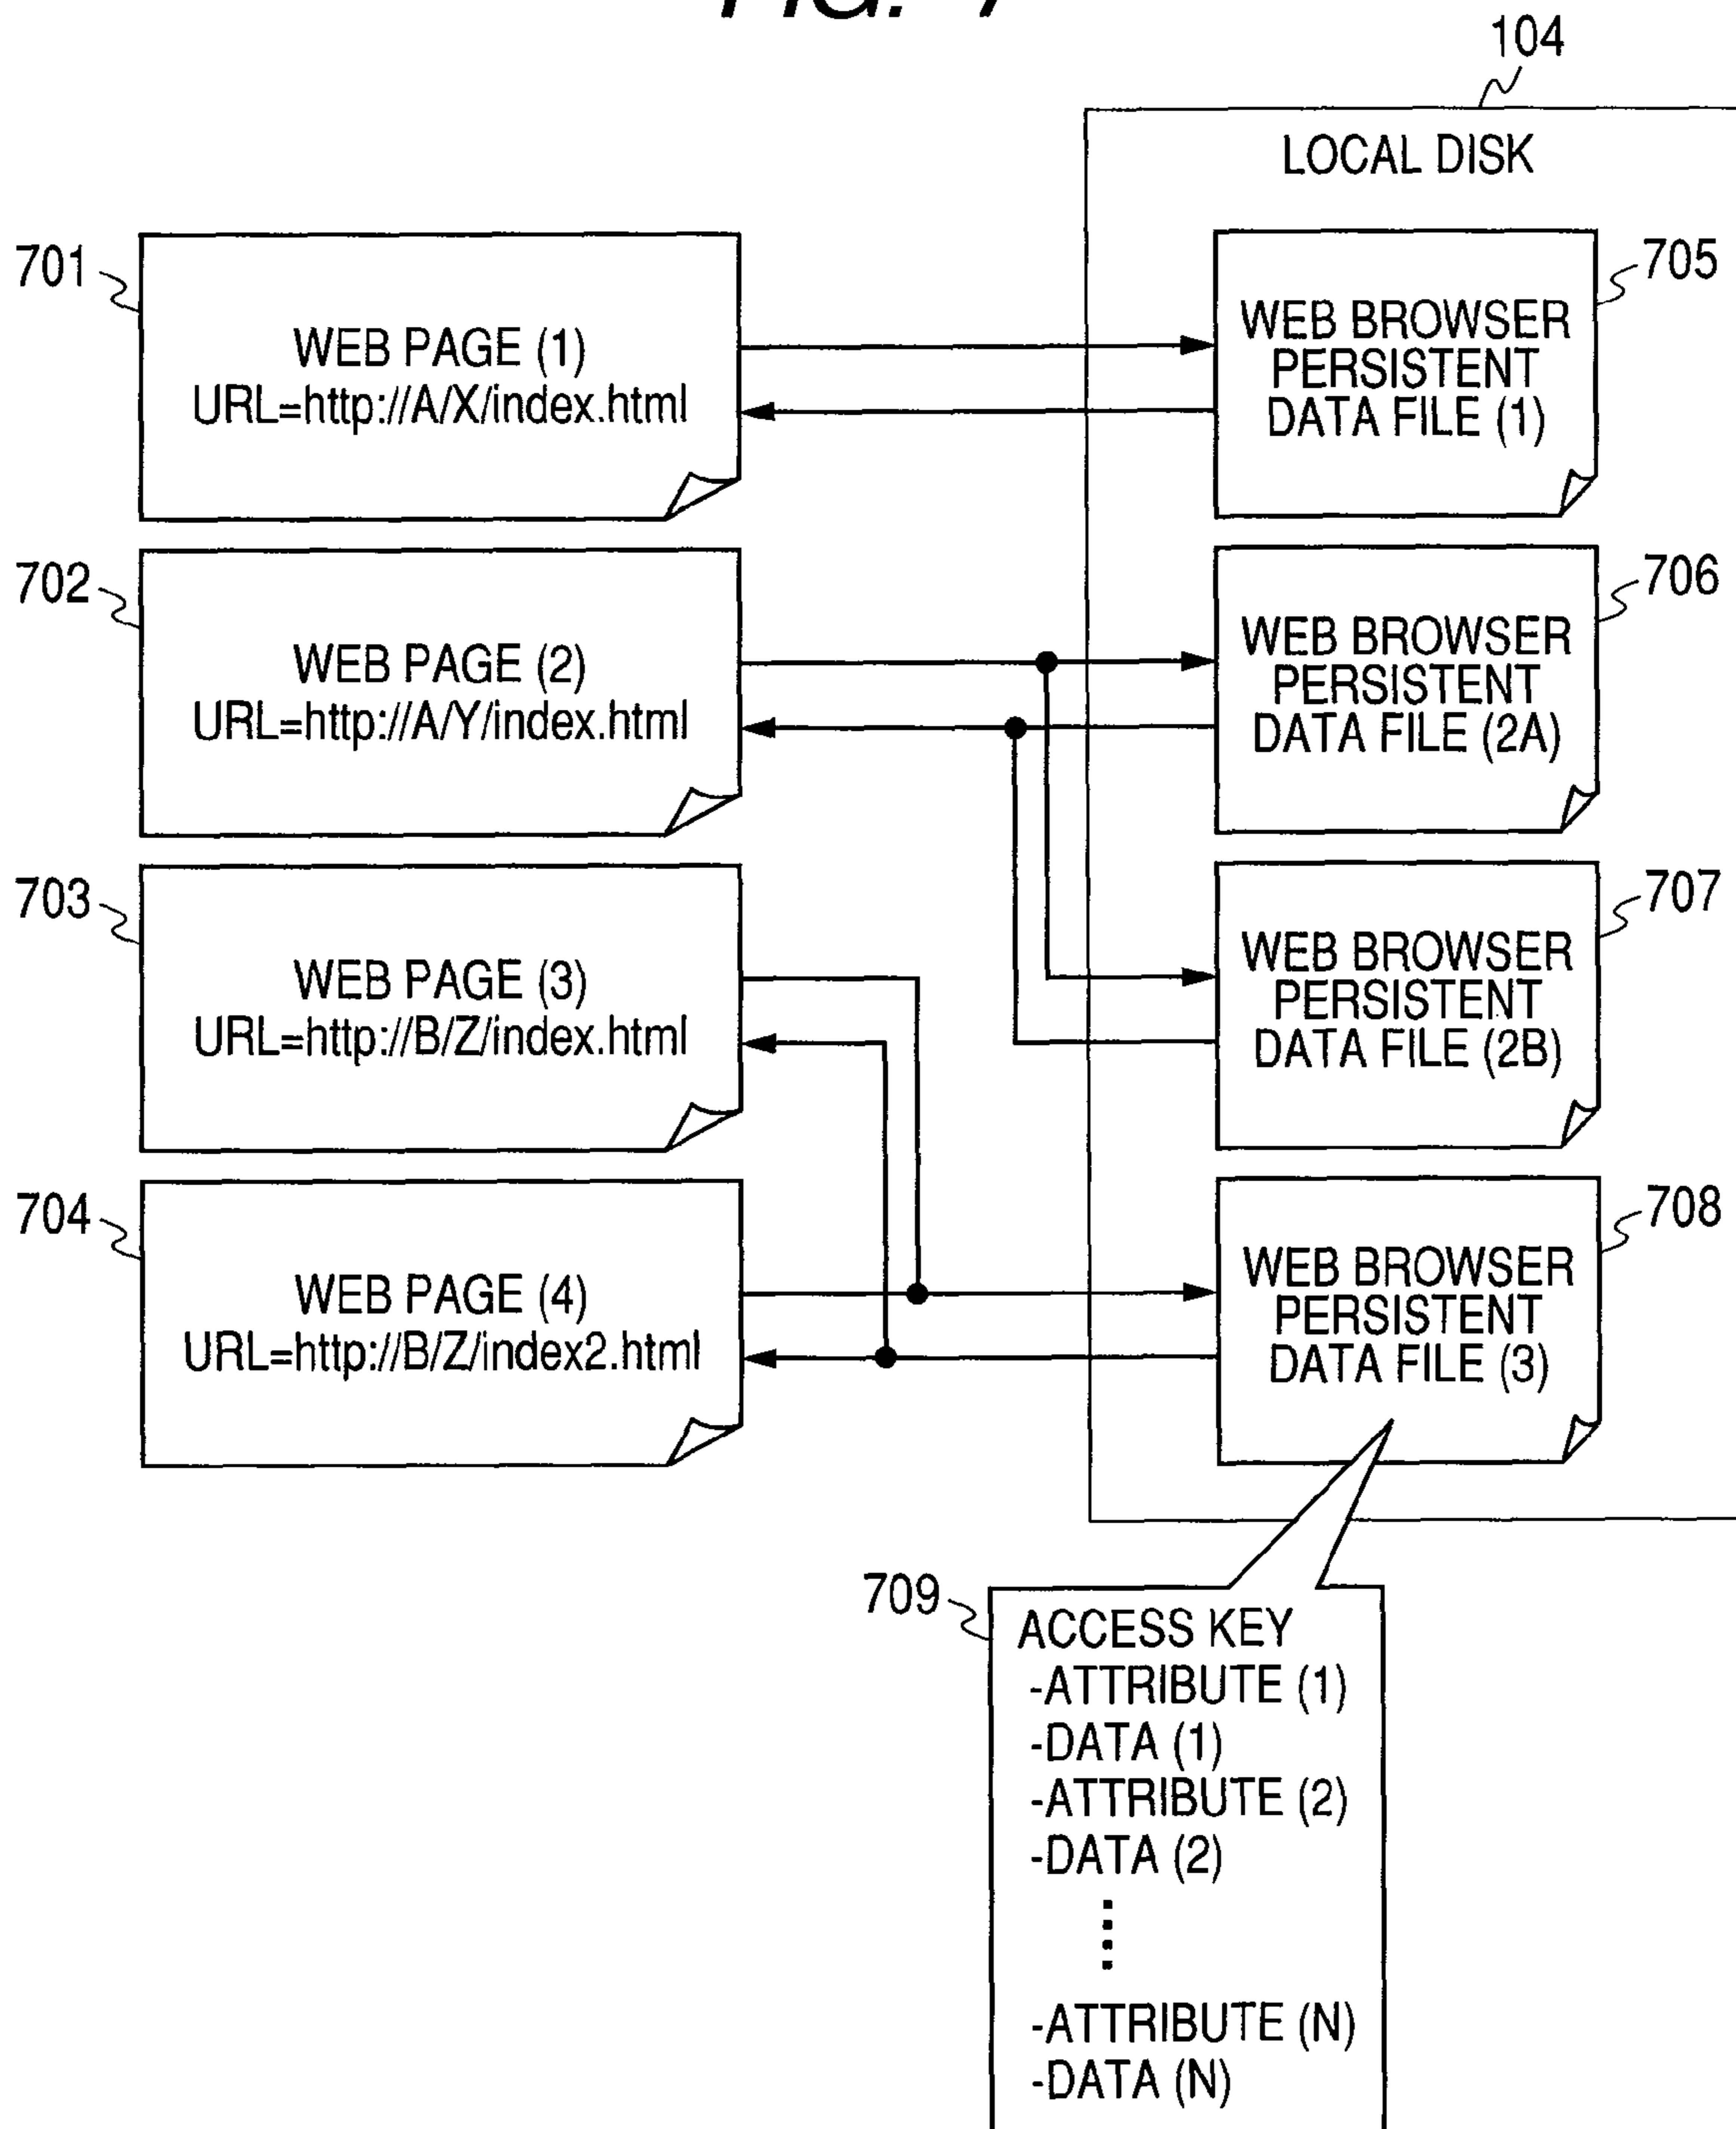 FIG. 7
104
LOCAL DISK
701
WEB PAGE (1)
URL=http://A/X/index.html
705
WEB BROWSER
PERSISTENT
DATA FILE (1)
702
WEB PAGE (2)
URL=http://A/Y/index.html
706
WEB BROWSER
PERSISTENT
DATA FILE (2A)
703
WEB PAGE (3)
URL=http://B/Z/index.html
707
WEB BROWSER
PERSISTENT
DATA FILE (2B)
704
WEB PAGE (4)
URL=http://B/Z/index2.html
708
WEB BROWSER
PERSISTENT
DATA FILE (3)
709
ACCESS KEY
-ATTRIBUTE (1)
-DATA (1)
-ATTRIBUTE (2)
-DATA (2)
-ATTRIBUTE (N)
-DATA (N)